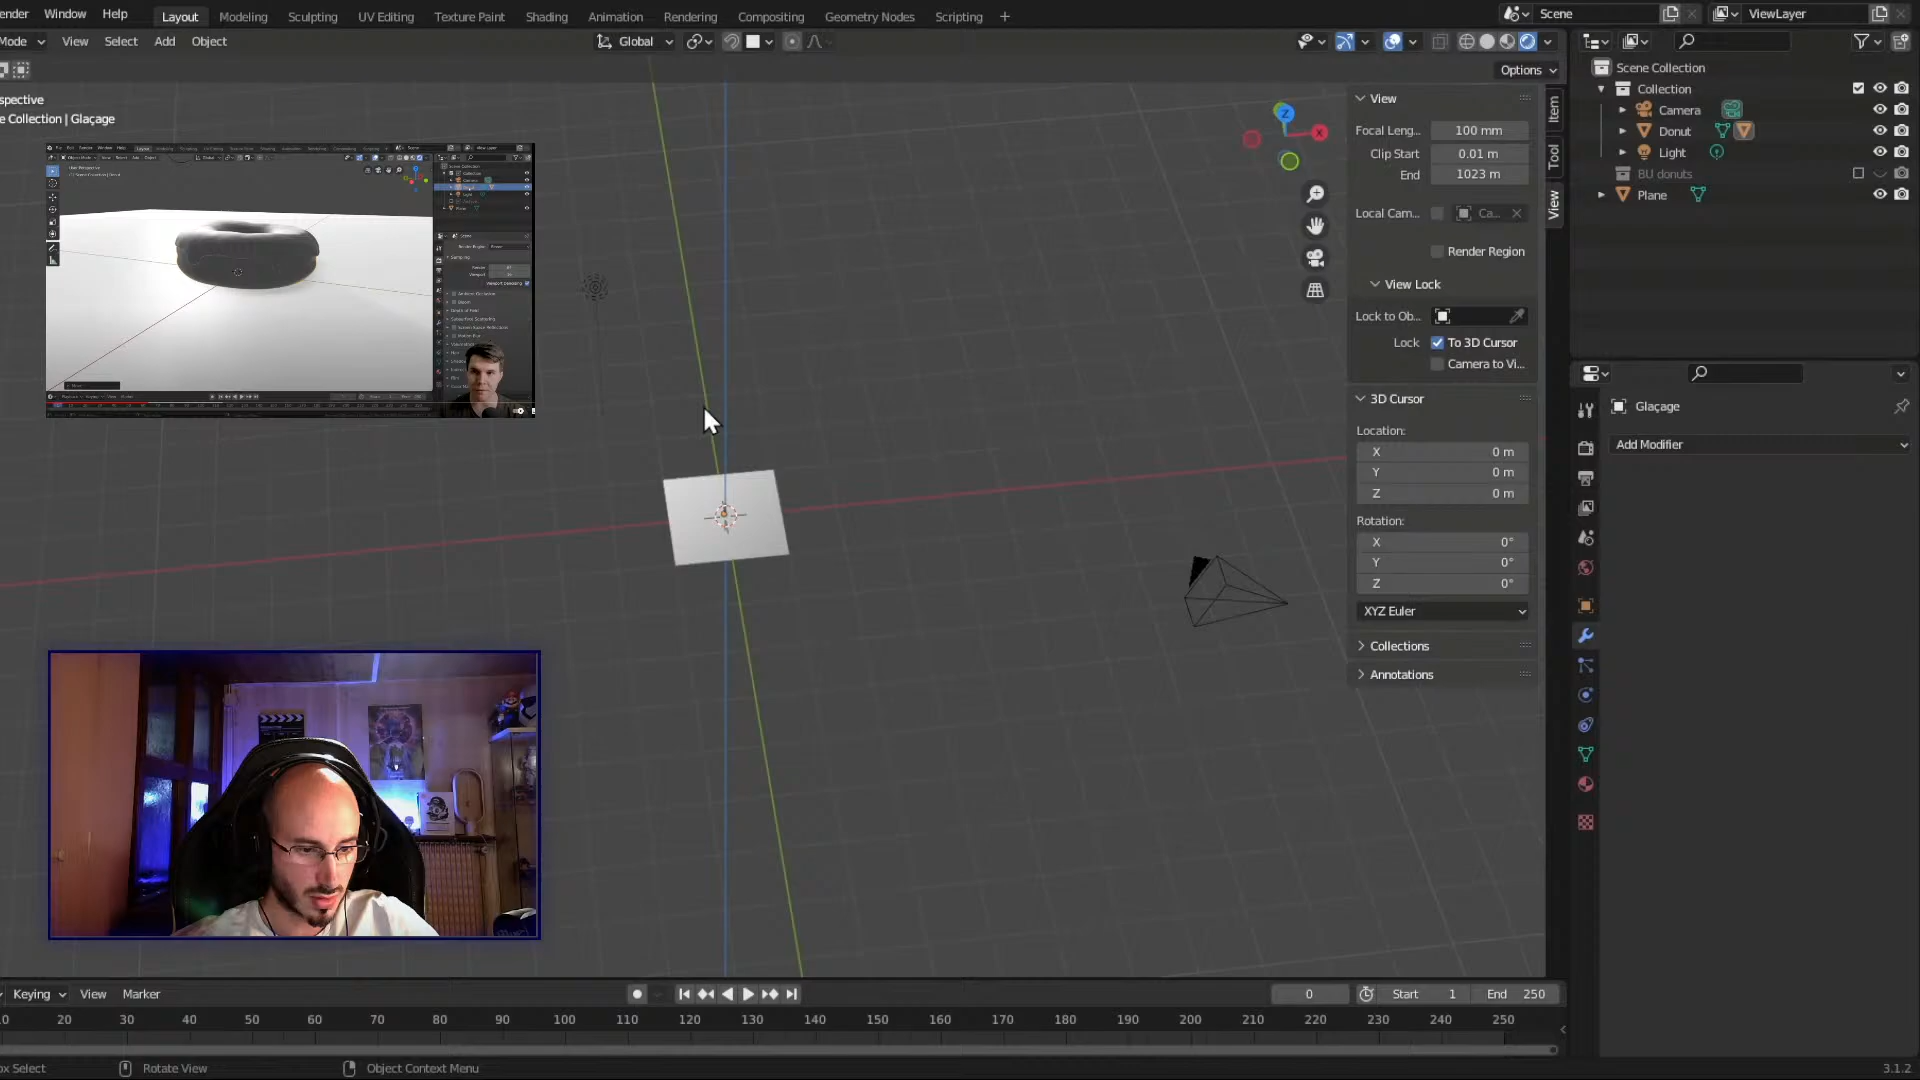 ender Window Help Layout Modeling Sculpting UV Editing Texture Paint Shading Animation Rendering Compositing Geometry Nodes Scripting + Scene ViewLayer
Mode View Select Add Object Global
Options
spective
e Collection | Glaçage
View
Focal Leng... 100 mm
Clip Start 0.01 m
End 1023 m
Local Cam... Ca...
Render Region
View Lock
Lock to Ob...
Lock To 3D Cursor
Camera to Vi...
3D Cursor
Location:
X 0 m
Y 0 m
Z 0 m
Rotation:
X 0°
Y 0°
Z 0°
XYZ Euler
Collections
Annotations
Item
Tool
View
Z
X
Scene Collection
Collection
Camera
Donut
Light
BU donuts
Plane
Glaçage
Add Modifier
Keying View Marker 0 Start 1 End 250
10 20 30 40 50 60 70 80 90 100 110 120 130 140 150 160 170 180 190 200 210 220 230 240 250
ox Select Rotate View Object Context Menu 3.1.2